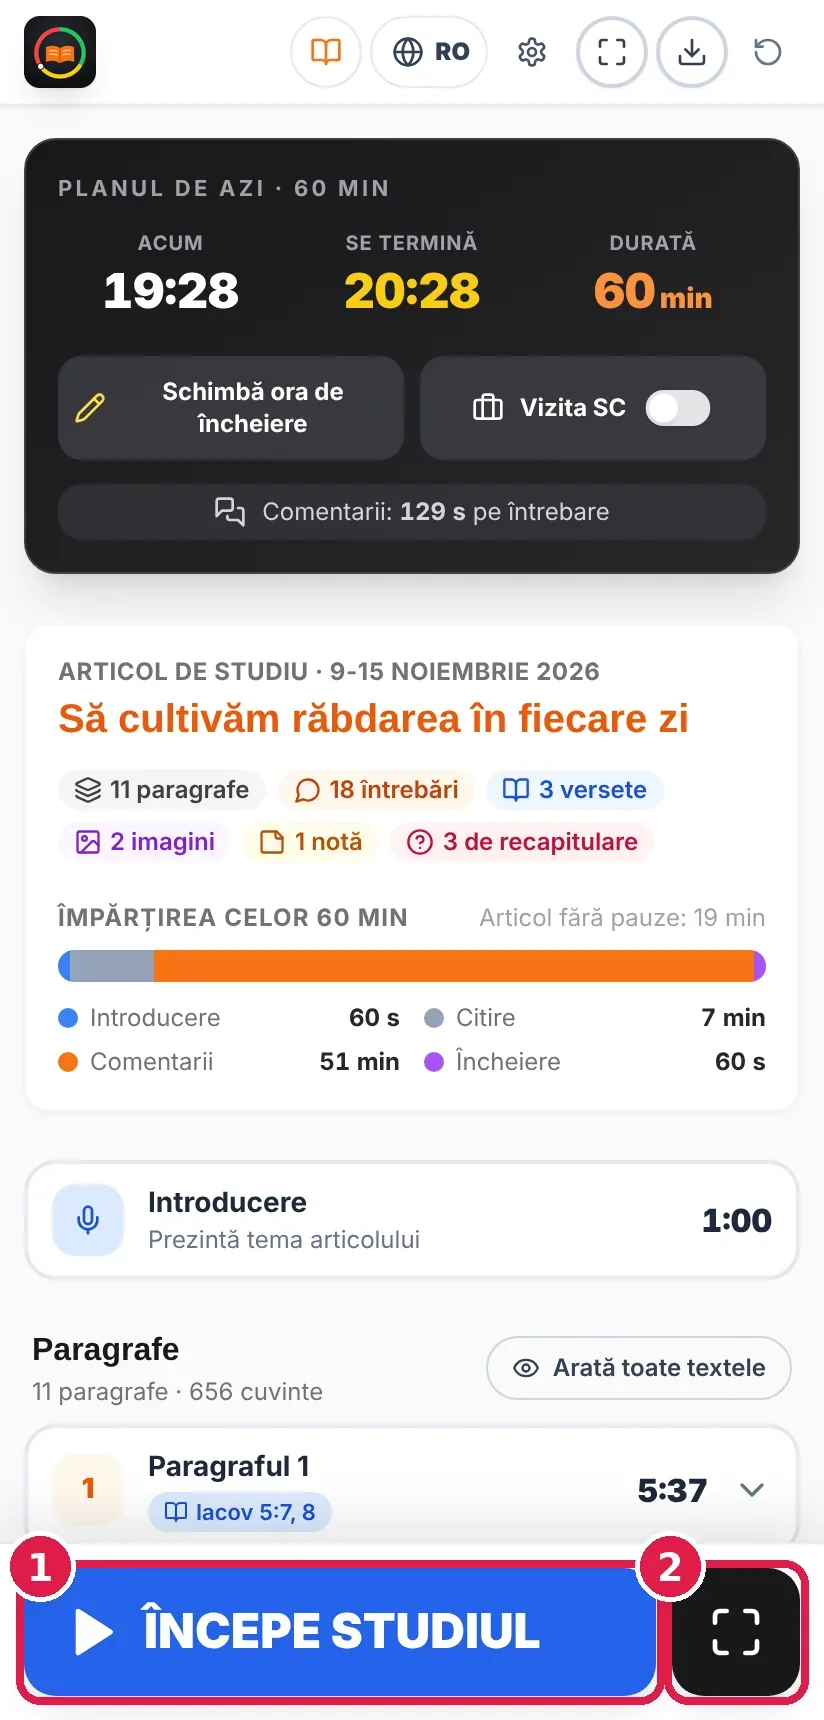 RO
PLANUL DE AZI · 60 MIN
ACUM
SE TERMINĂ
DURATĂ
19:28
20:28
60 min
Schimbă ora de
încheiere
Vizita SC
Comentarii: 129 s pe întrebare
ARTICOL DE STUDIU · 9-15 NOIEMBRIE 2026
Să cultivăm răbdarea în fiecare zi
11 paragrafe
18 întrebări
3 versete
2 imagini
1 notă
3 de recapitulare
ÎMPĂRȚIREA CELOR 60 MIN
Articol fără pauze: 19 min
Introducere 60 s
Citire 7 min
Comentarii 51 min
Încheiere 60 s
Introducere
Prezintă tema articolului
1:00
Paragrafe
11 paragrafe · 656 cuvinte
Arată toate textele
1
Paragraful 1
Iacov 5:7, 8
5:37
1
2
ÎNCEPE STUDIUL